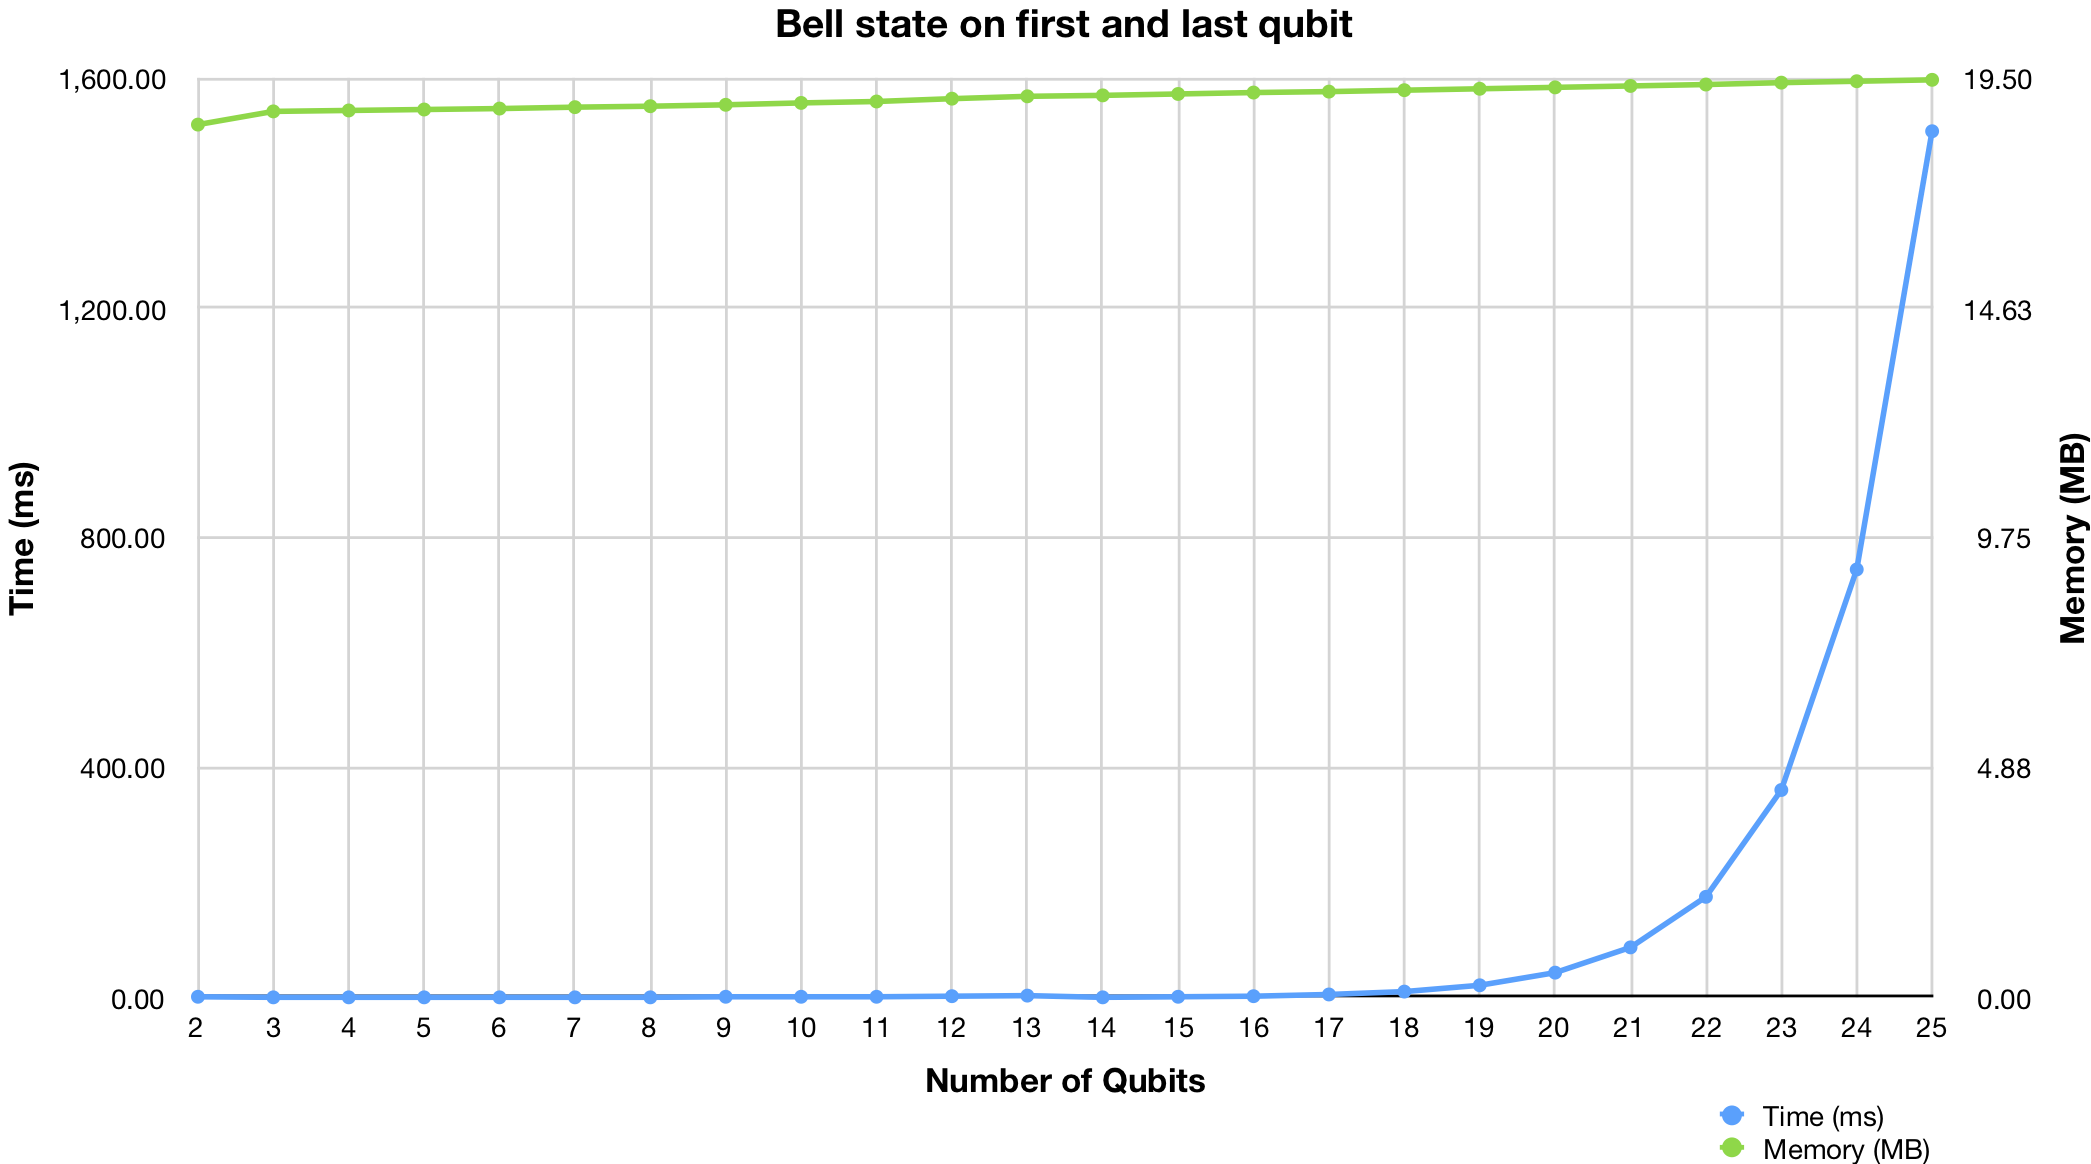 Bell state on first and last qubit
1,600.00
1,200.00
800.00
400.00
0.00
Time (ms)
19.50
14.63
9.75
4.88
0.00
Memory (MB)
2 3 4 5 6 7 8 9 10 11 12 13 14 15 16 17 18 19 20 21 22 23 24 25
Number of Qubits
Time (ms)
Memory (MB)